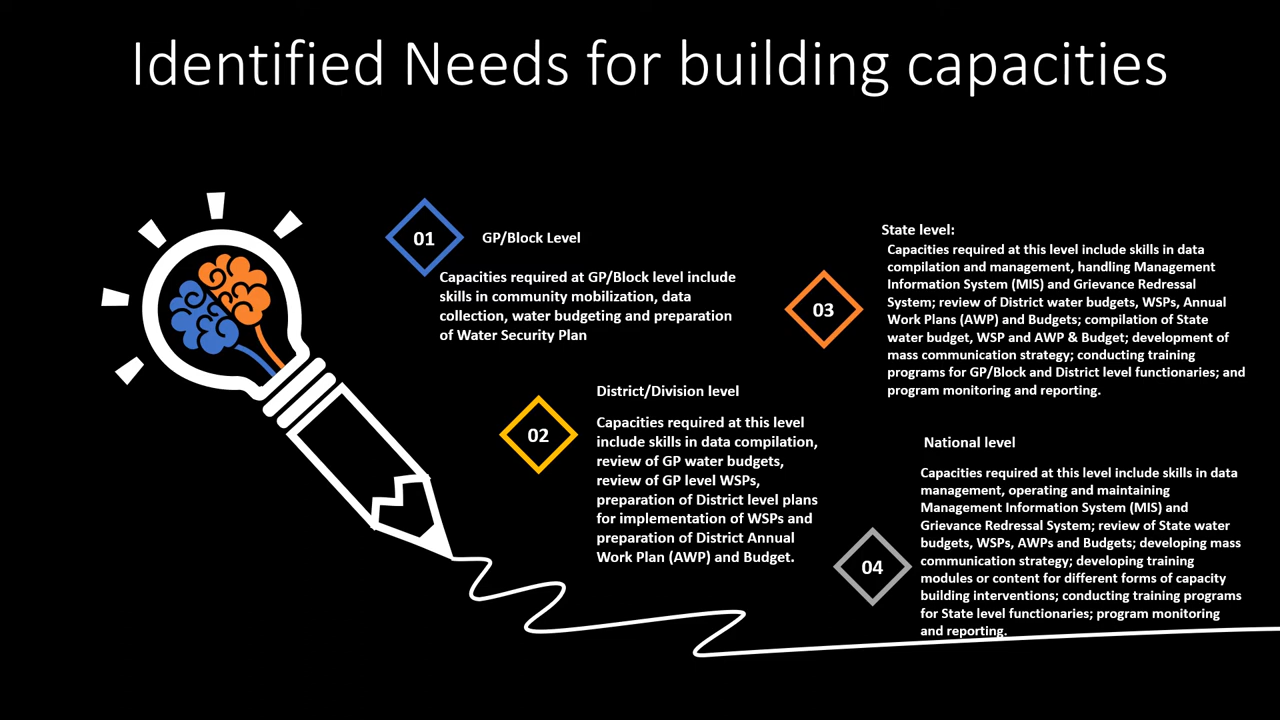 Identified Needs for building capacities
01
GP/Block Level
Capacities required at GP/Block level include
skills in community mobilization, data
collection, water budgeting and preparation
of Water Security Plan
02
District/Division level
Capacities required at this level
include skills in data compilation,
review of GP water budgets,
review of GP level WSPs,
preparation of District level plans
for implementation of WSPs and
preparation of District Annual
Work Plan (AWP) and Budget.
03
State level:
Capacities required at this level include skills in data
compilation and management, handling Management
Information System (MIS) and Grievance Redressal
System; review of District water budgets, WSPs, Annual
Work Plans (AWP) and Budgets; compilation of State
water budget, WSP and AWP & Budget; development of
mass communication strategy; conducting training
programs for GP/Block and District level functionaries; and
program monitoring and reporting.
04
National level
Capacities required at this level include skills in data
management, operating and maintaining
Management Information System (MIS) and
Grievance Redressal System; review of State water
budgets, WSPs, AWPs and Budgets; developing mass
communication strategy; developing training
modules or content for different forms of capacity
building interventions; conducting training programs
for State level functionaries; program monitoring
and reporting.